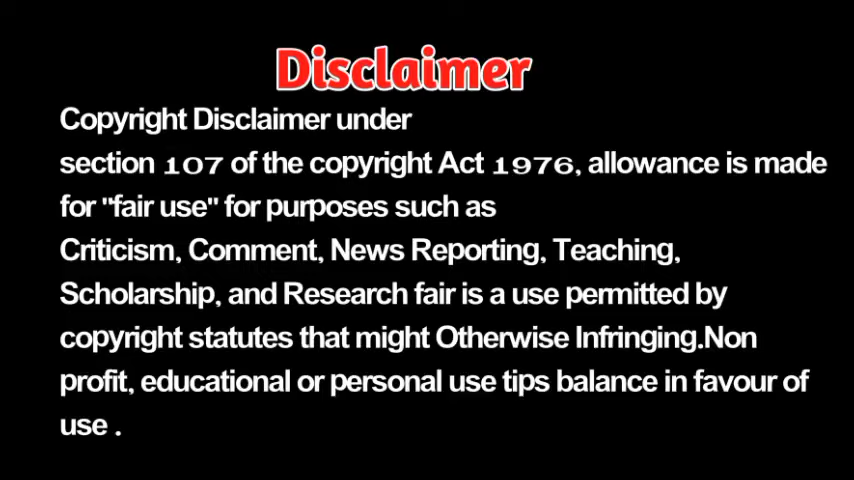 Disclaimer
Copyright Disclaimer under
section 107 of the copyright Act 1976, allowance is made
for "fair use" for purposes such as
Criticism, Comment, News Reporting, Teaching,
Scholarship, and Research fair is a use permitted by
copyright statutes that might Otherwise Infringing.Non
profit, educational or personal use tips balance in favour of
use .